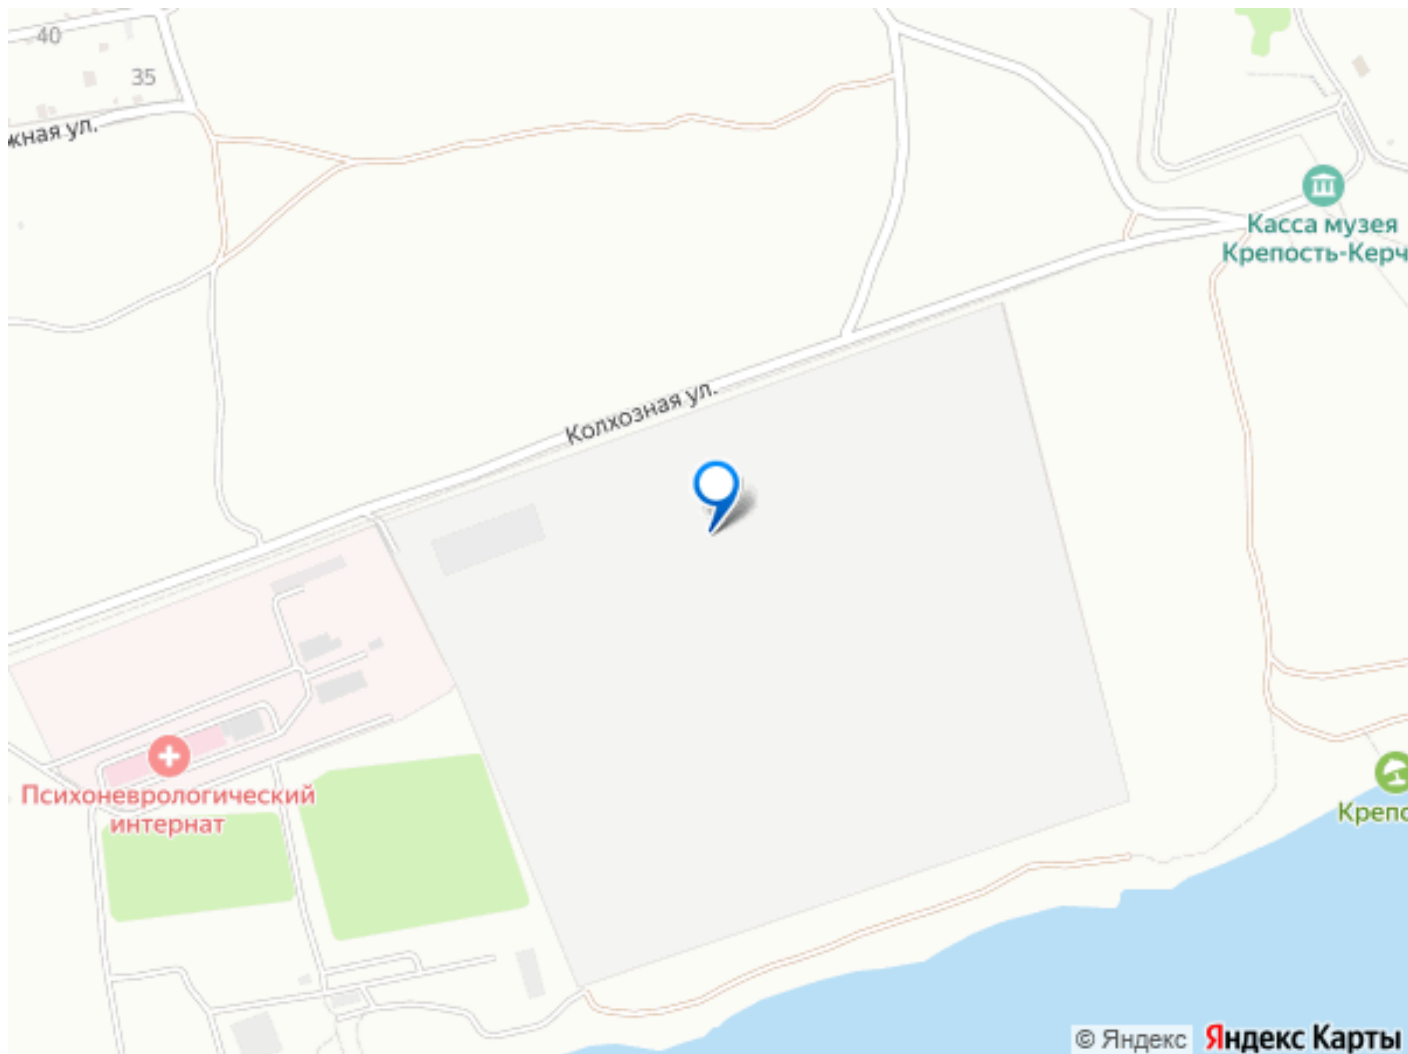 40
35
жная ул.
Касса музея
Крепость-Керч
Колхозная ул.
Психоневрологический
интернат
Крепо
© Яндекс Яндекс Карты